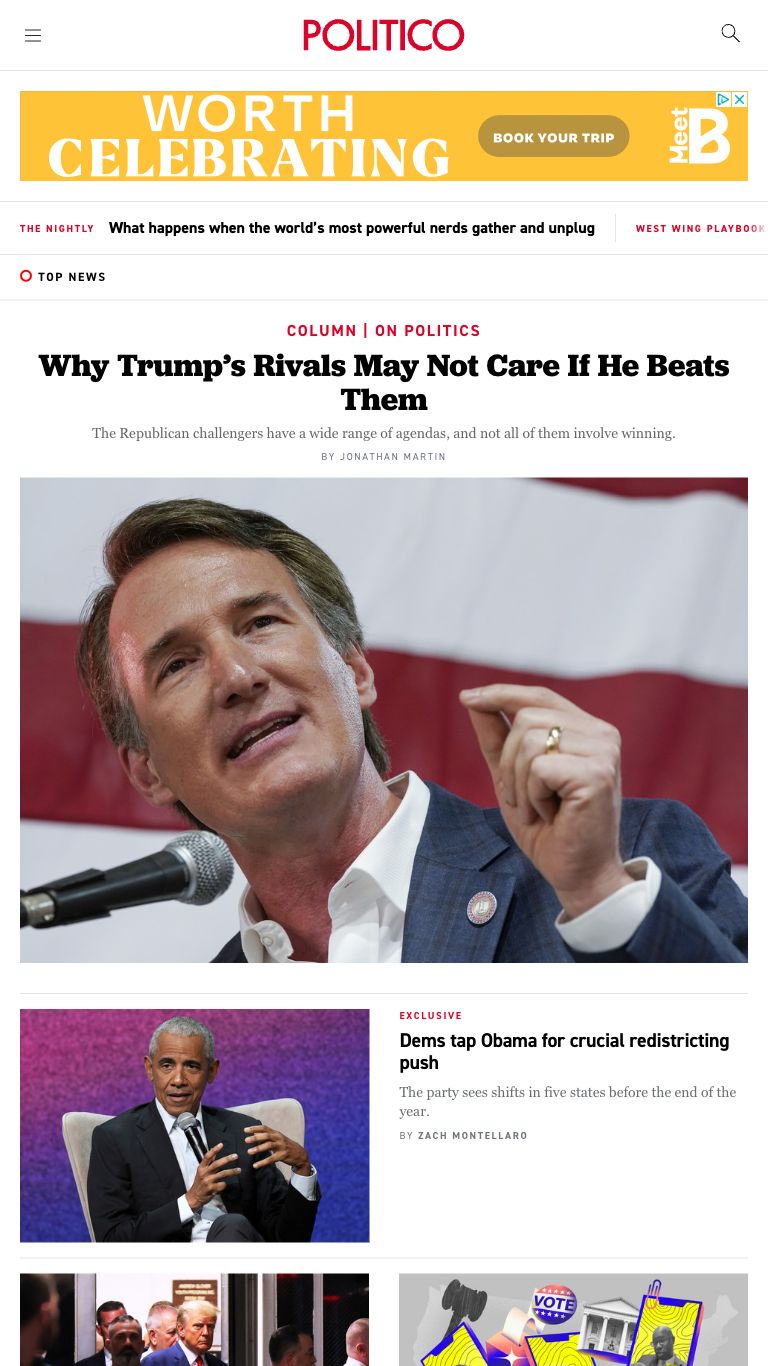 POLITICO
WORTH
CELEBRATING
BOOK YOUR TRIP
Meet
B
THE NIGHTLY What happens when the world’s most powerful nerds gather and unplug WEST WING PLAYBOOK
TOP NEWS
COLUMN | ON POLITICS
Why Trump’s Rivals May Not Care If He Beats
Them
The Republican challengers have a wide range of agendas, and not all of them involve winning.
BY JONATHAN MARTIN
EXCLUSIVE
Dems tap Obama for crucial redistricting
push
The party sees shifts in five states before the end of the
year.
BY ZACH MONTELLARO
VOTE